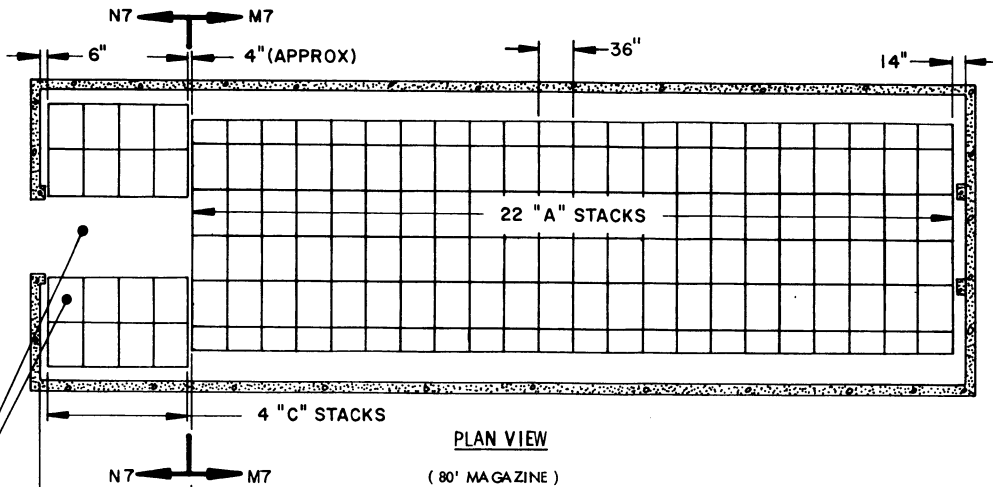 N7 M7
6" 4" (APPROX) 36" 14"
22 "A" STACKS
4 "C" STACKS
PLAN VIEW
N7 M7
( 80' MAGAZINE )